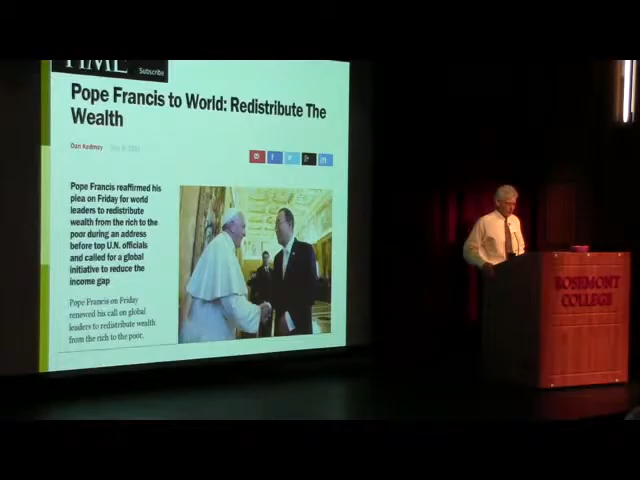 TIME
Subscribe
Pope Francis to World: Redistribute The
Wealth
Dan Kedmey
Pope Francis reaffirmed his
plea on Friday for world
leaders to redistribute
wealth from the rich to the
poor during an address
before top U.N. officials
and called for a global
initiative to reduce the
income gap
Pope Francis on Friday
renewed his call on global
leaders to redistribute wealth
from the rich to the poor,
ROSEMONT
COLLEGE